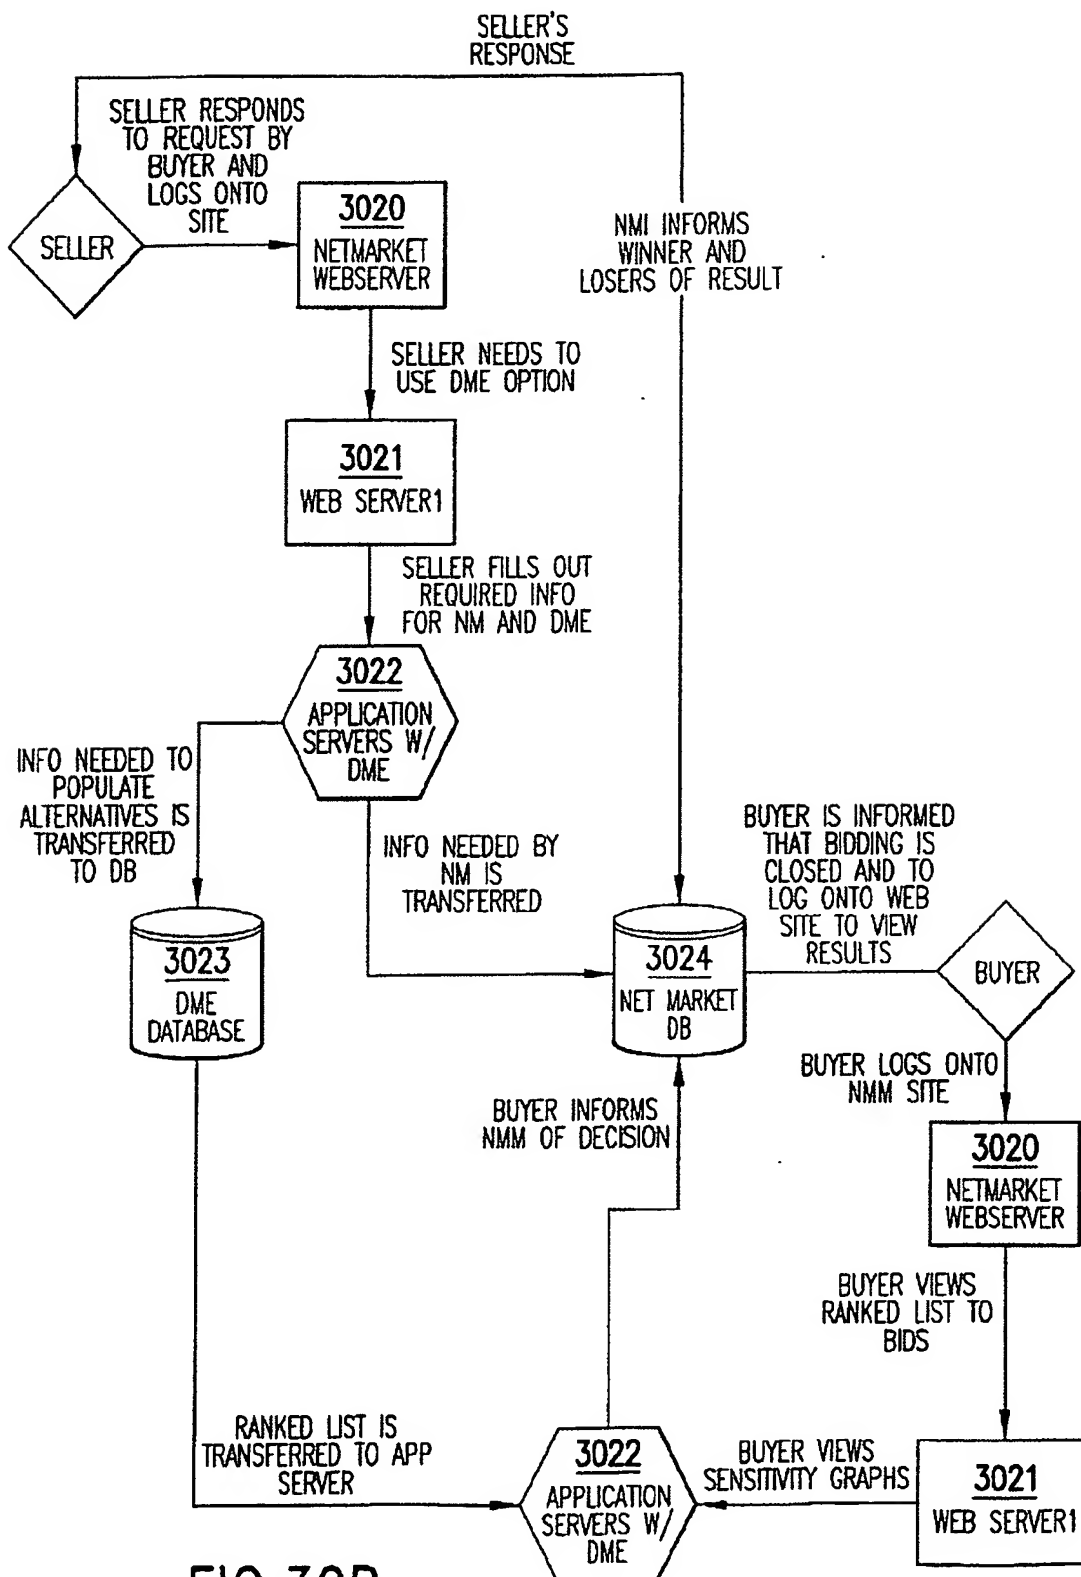 SELLER'S
RESPONSE
SELLER RESPONDS
TO REQUEST BY
BUYER AND
LOGS ONTO
SITE
SELLER
3020
NETMARKET
WEBSERVER
NMI INFORMS
WINNER AND
LOSERS OF RESULT
SELLER NEEDS TO
USE DME OPTION
3021
WEB SERVER1
SELLER FILLS OUT
REQUIRED INFO
FOR NM AND DME
3022
APPLICATION
SERVERS W/
DME
INFO NEEDED TO
POPULATE
ALTERNATIVES IS
TRANSFERRED
TO DB
INFO NEEDED BY
NM IS
TRANSFERRED
BUYER IS INFORMED
THAT BIDDING IS
CLOSED AND TO
LOG ONTO WEB
SITE TO VIEW
RESULTS
3023
DME
DATABASE
3024
NET MARKET
DB
BUYER
BUYER LOGS ONTO
NMM SITE
BUYER INFORMS
NMM OF DECISION
3020
NETMARKET
WEBSERVER
BUYER VIEWS
RANKED LIST TO
BIDS
RANKED LIST IS
TRANSFERRED TO APP
SERVER
3022
APPLICATION
SERVERS W/
DME
BUYER VIEWS
SENSITIVITY GRAPHS
3021
WEB SERVER1